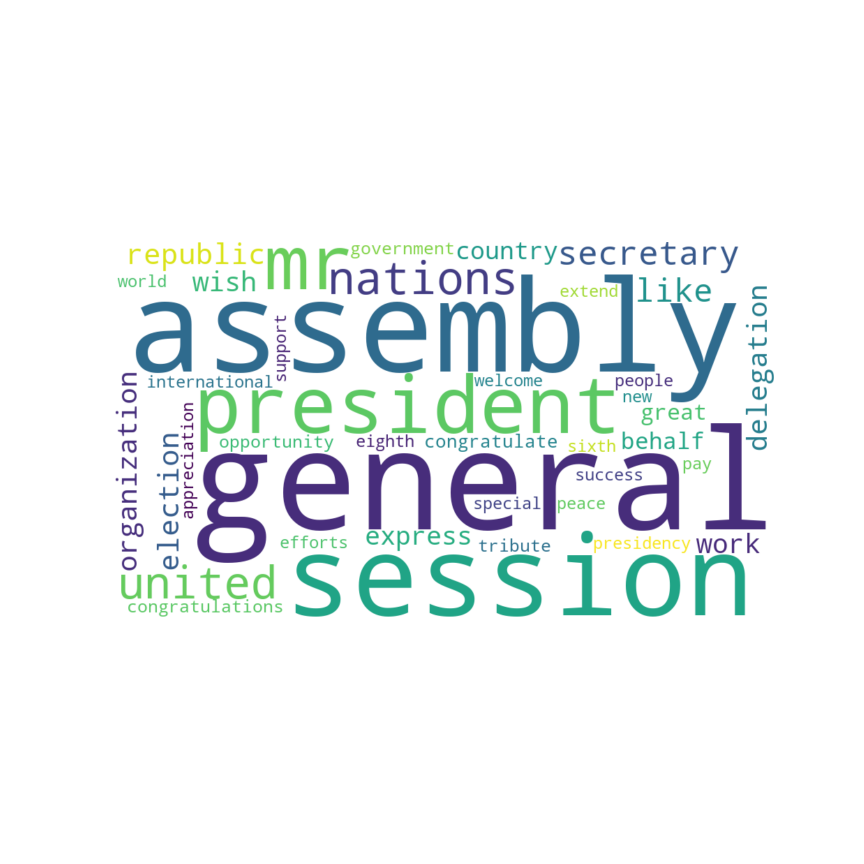 republic
mr
government
country
secretary
world
wish
nations
extend
like
assembly
support
delegation
international
president
welcome
people
new
organization
appreciation
great
opportunity
eighth
congratulate
sixth
behalf
election
general
pay
success
special
peace
efforts
express
tribute
presidency
work
united
session
congratulations